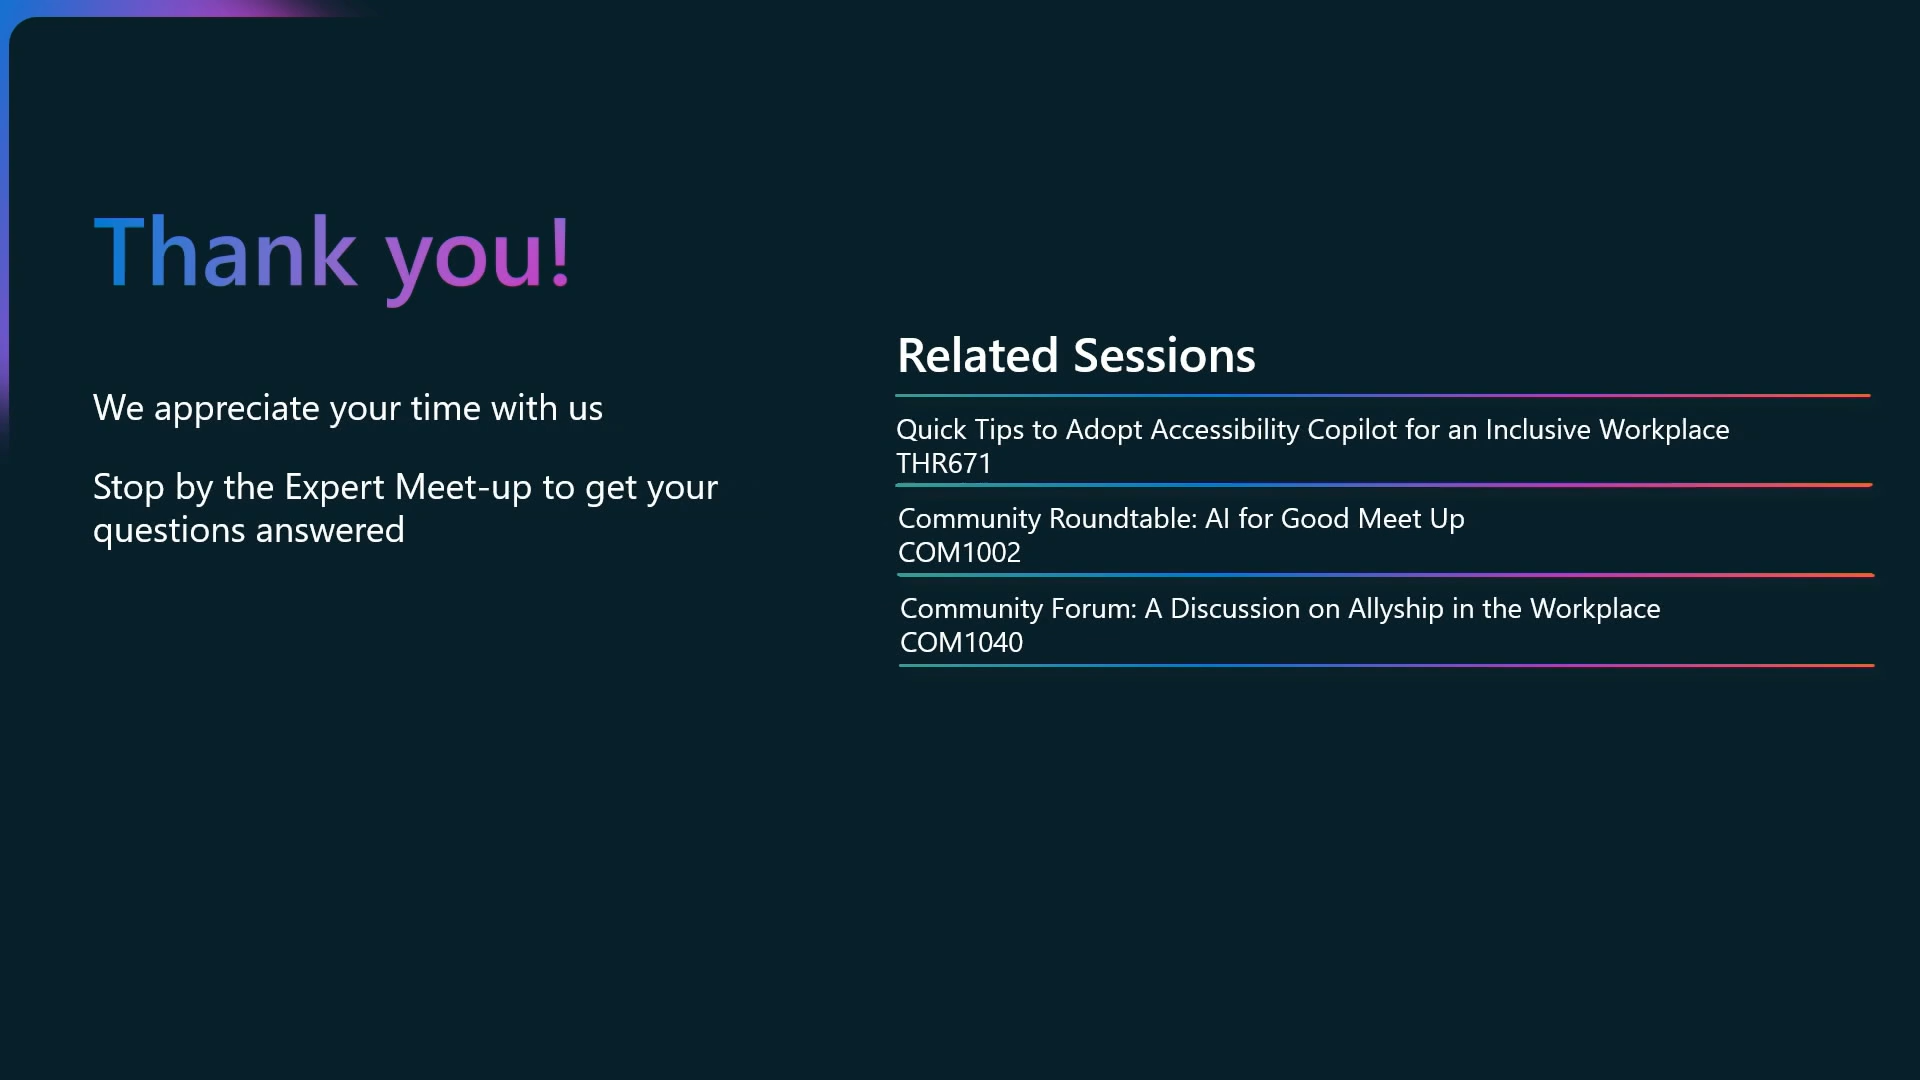 Thank you!
We appreciate your time with us
Stop by the Expert Meet-up to get your
questions answered
Related Sessions
Quick Tips to Adopt Accessibility Copilot for an Inclusive Workplace
THR671
Community Roundtable: AI for Good Meet Up
COM1002
Community Forum: A Discussion on Allyship in the Workplace
COM1040